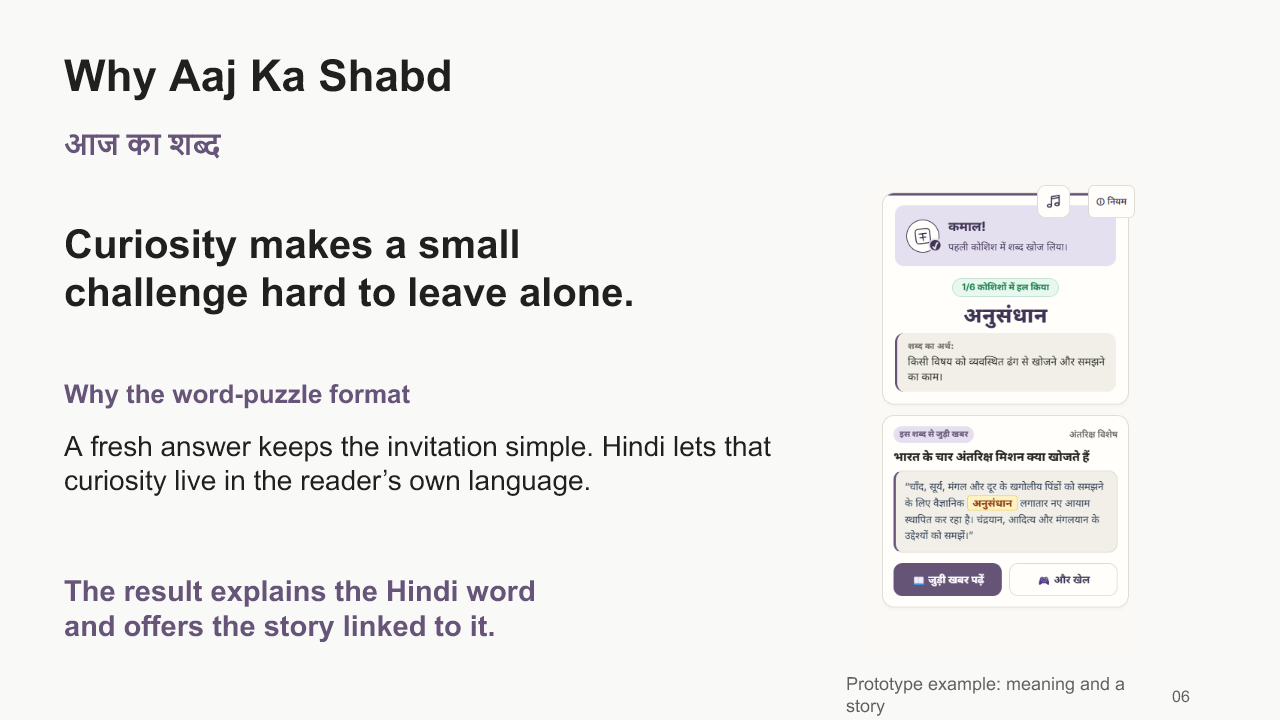 Why Aaj Ka Shabd
आज का शब्द
Curiosity makes a small
challenge hard to leave alone.
Why the word-puzzle format
A fresh answer keeps the invitation simple. Hindi lets that
curiosity live in the reader’s own language.
The result explains the Hindi word
and offers the story linked to it.
नियम
कमाल!
पहली कोशिश में शब्द खोज लिया।
1/6 कोशिशों में हल किया
अनुसंधान
शब्द का अर्थ:
किसी विषय को व्यवस्थित ढंग से खोजने और समझने
का काम।
इस शब्द से जुड़ी खबर
अंतरिक्ष विशेष
भारत के चार अंतरिक्ष मिशन क्या खोजते हैं
“चाँद, सूर्य, मंगल और दूर के खगोलीय पिंडों को समझने
के लिए वैज्ञानिक अनुसंधान लगातार नए आयाम
स्थापित कर रहा है। चंद्रयान, आदित्य और मंगलयान के
उद्देश्यों को समझें।”
जुड़ी खबर पढ़ें
और खेल
Prototype example: meaning and a
story
06